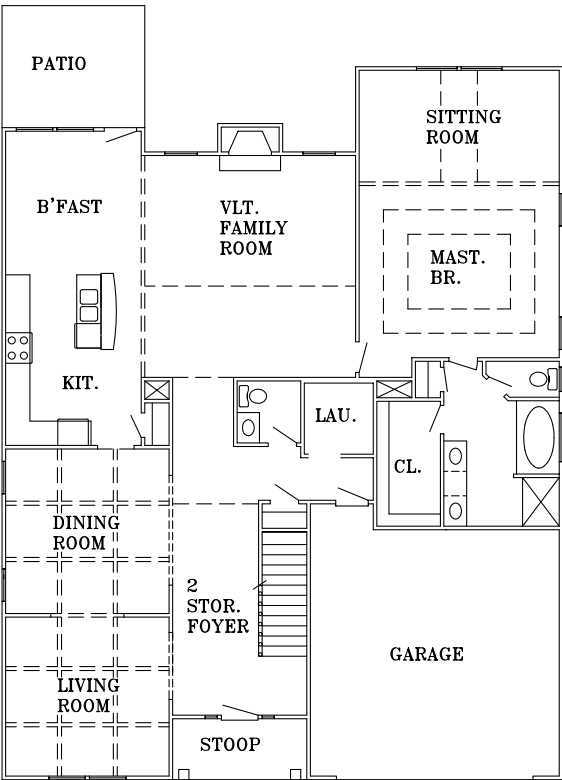 PATIO
SITTING
ROOM
B'FAST
VLT.
FAMILY
ROOM
MAST.
BR.
KIT.
LAU.
CL.
DINING
ROOM
2
STOR.
FOYER
GARAGE
LIVING
ROOM
STOOP